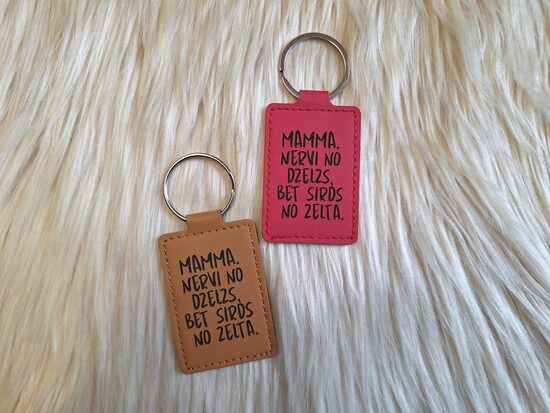 MAMMA.
NERVI NO
DZELZS,
BET SIRDS
NO ZELTA.
MAMMA.
NERVI NO
DZELZS,
BET SIRDS
NO ZELTA.